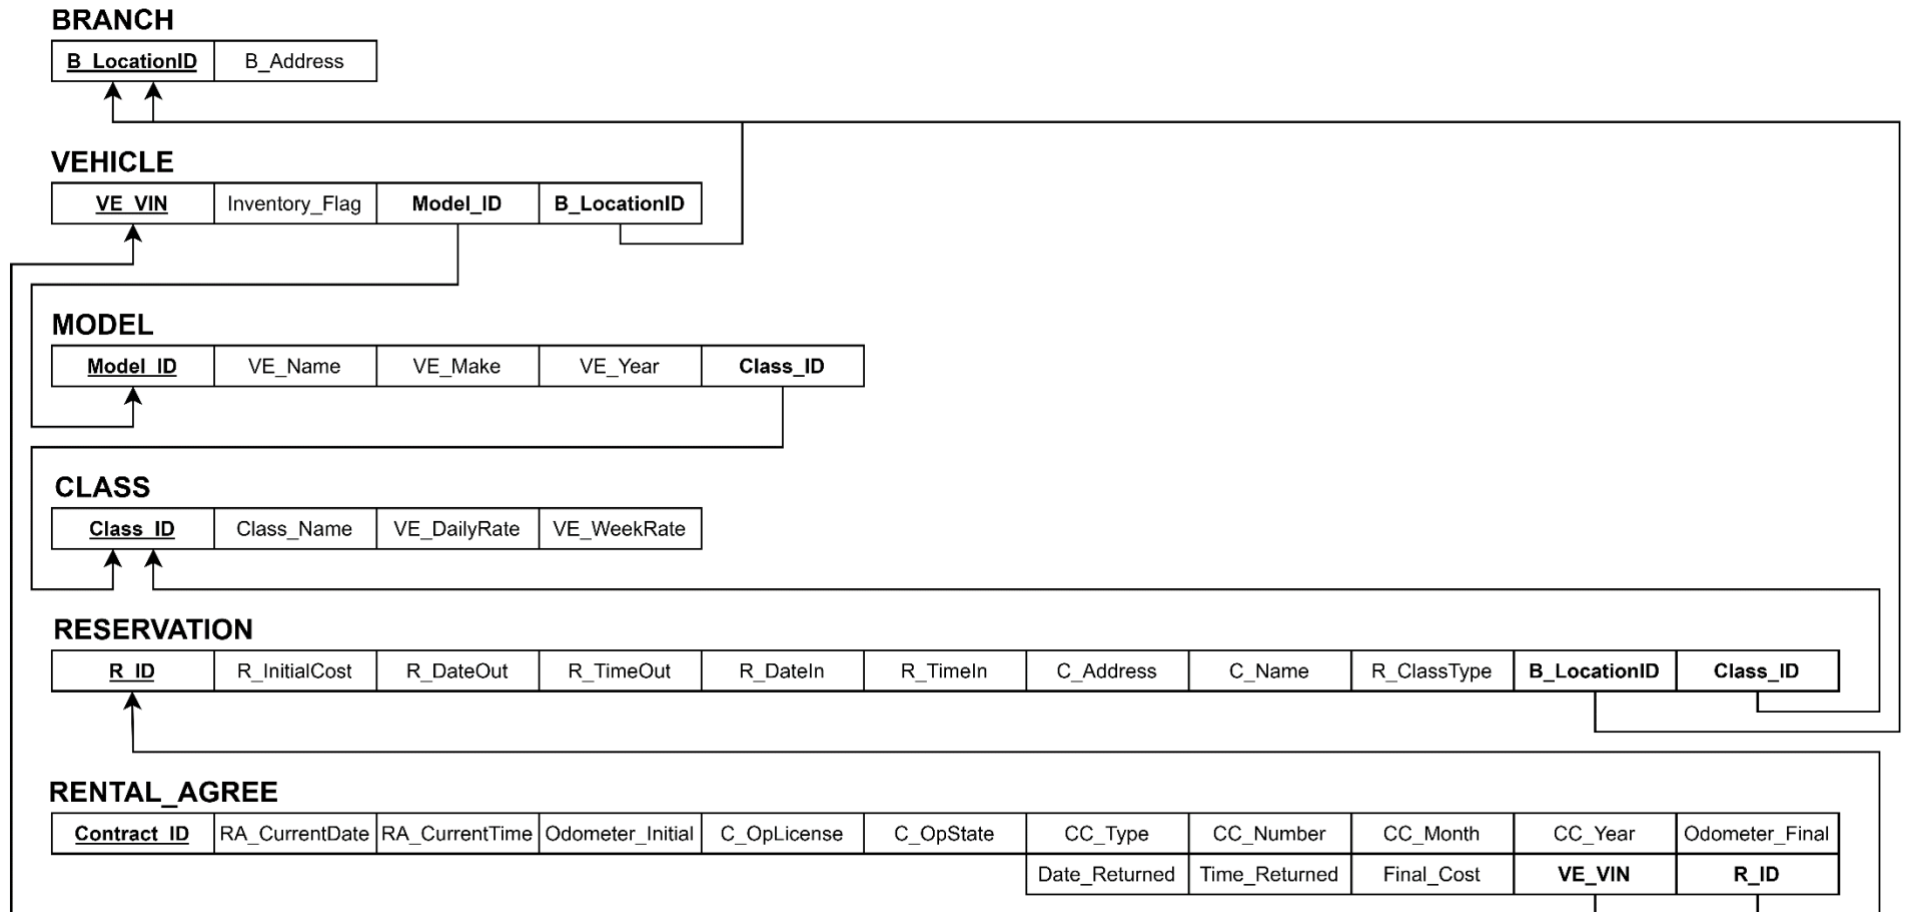 BRANCH
B_LocationID B_Address
VEHICLE
VE_VIN Inventory_Flag Model_ID B_LocationID
MODEL
Model_ID VE_Name VE_Make VE_Year Class_ID
CLASS
Class_ID Class_Name VE_DailyRate VE_WeekRate
RESERVATION
R_ID R_InitialCost R_DateOut R_TimeOut R_DateIn R_TimeIn C_Address C_Name R_ClassType B_LocationID Class_ID
RENTAL_AGREE
Contract_ID RA_CurrentDate RA_CurrentTime Odometer_Initial C_OpLicense C_OpState CC_Type CC_Number CC_Month CC_Year Odometer_Final
Date_Returned Time_Returned Final_Cost VE_VIN R_ID